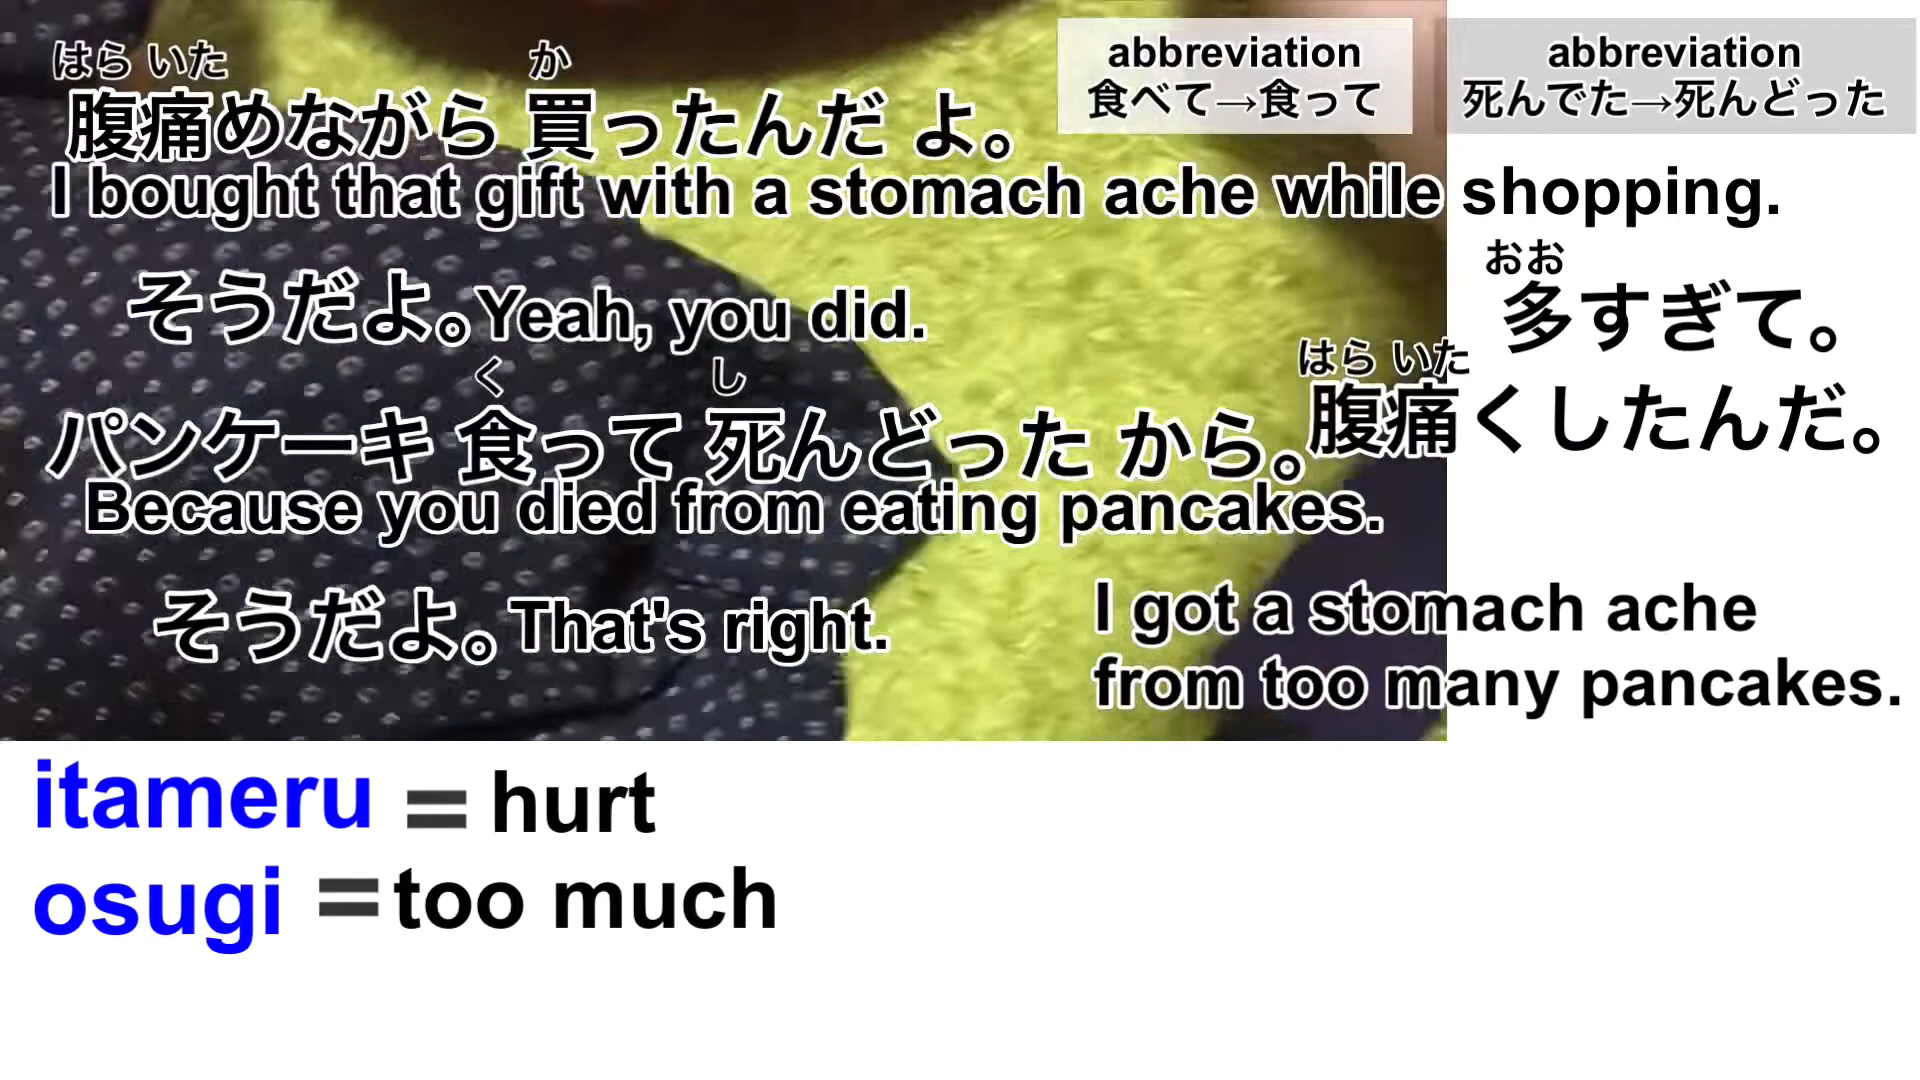 abbreviation
食べて→食って
abbreviation
死んでた→死んどった
はら いた か
腹痛めながら 買ったんだ よ。
I bought that gift with a stomach ache while shopping.
そうだよ。Yeah, you did.
く し
パンケーキ 食って 死んどった から。
Because you died from eating pancakes.
そうだよ。That's right.
おお
多すぎて。
はら いた
腹痛くしたんだ。
I got a stomach ache
from too many pancakes.
itameru = hurt
osugi = too much